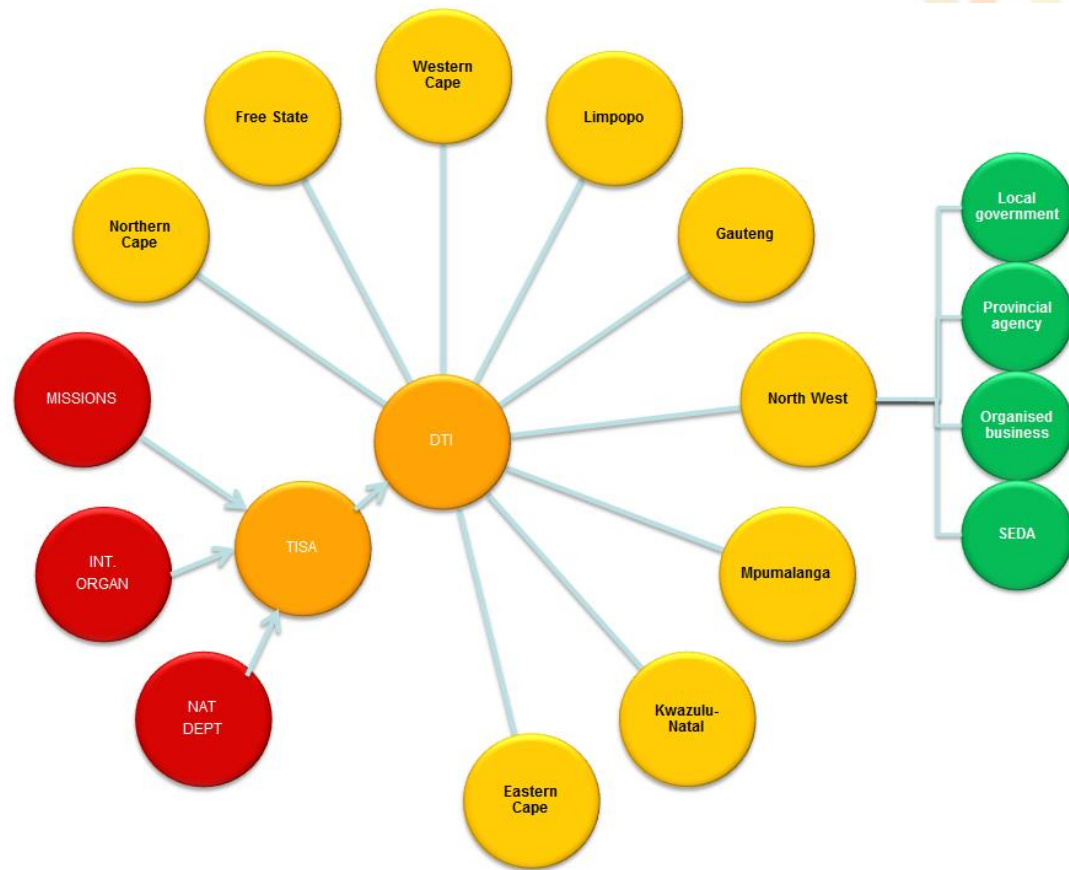 Western
Cape
Free State
Limpopo
Northern
Cape
Gauteng
Local
government
Provincial
agency
MISSIONS
North West
Organised
business
DTI
TISA
SEDA
INT.
ORGAN
Mpumalanga
NAT
DEPT
Kwazulu-
Natal
Eastern
Cape